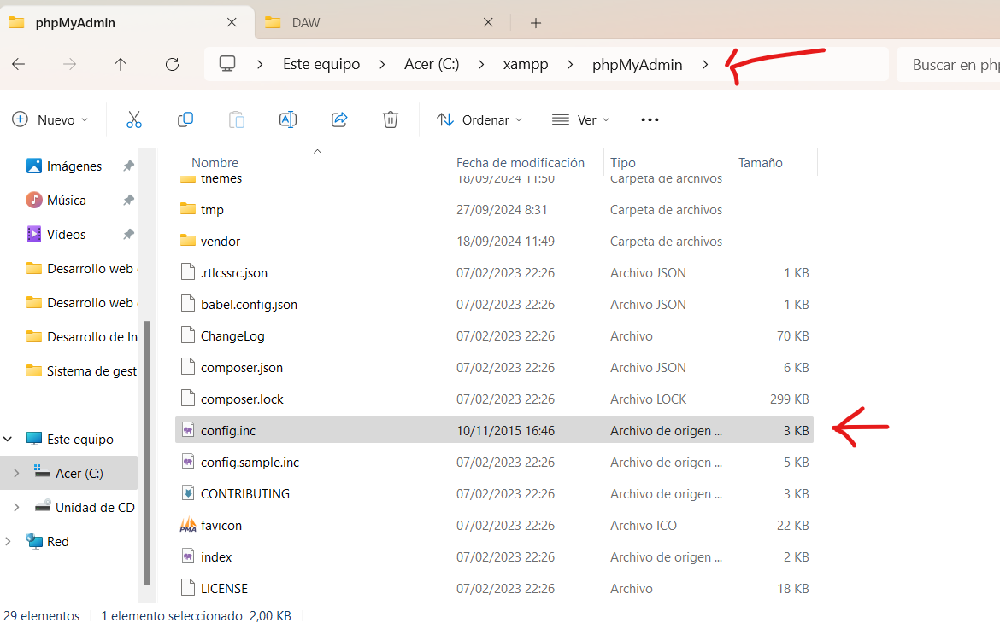 phpMyAdmin
DAW
Este equipo > Acer (C:) > xampp > phpMyAdmin >
Buscar en php
Nuevo
Ordenar
Ver
Imágenes
Música
Vídeos
Desarrollo web
Desarrollo web
Desarrollo de In
Sistema de gest
Este equipo
Acer (C:)
Unidad de CD
Red
Nombre Fecha de modificación Tipo Tamaño
themes 18/09/2024 11:50 Carpeta de archivos
tmp 27/09/2024 8:31 Carpeta de archivos
vendor 18/09/2024 11:49 Carpeta de archivos
.rtlcssrc.json 07/02/2023 22:26 Archivo JSON 1 KB
babel.config.json 07/02/2023 22:26 Archivo JSON 1 KB
ChangeLog 07/02/2023 22:26 Archivo 70 KB
composer.json 07/02/2023 22:26 Archivo JSON 6 KB
composer.lock 07/02/2023 22:26 Archivo LOCK 299 KB
config.inc 10/11/2015 16:46 Archivo de origen ... 3 KB
config.sample.inc 07/02/2023 22:26 Archivo de origen ... 5 KB
CONTRIBUTING 07/02/2023 22:26 Archivo de origen ... 3 KB
PMA favicon 07/02/2023 22:26 Archivo ICO 22 KB
index 07/02/2023 22:26 Archivo de origen ... 2 KB
LICENSE 07/02/2023 22:26 Archivo 18 KB
29 elementos 1 elemento seleccionado 2,00 KB